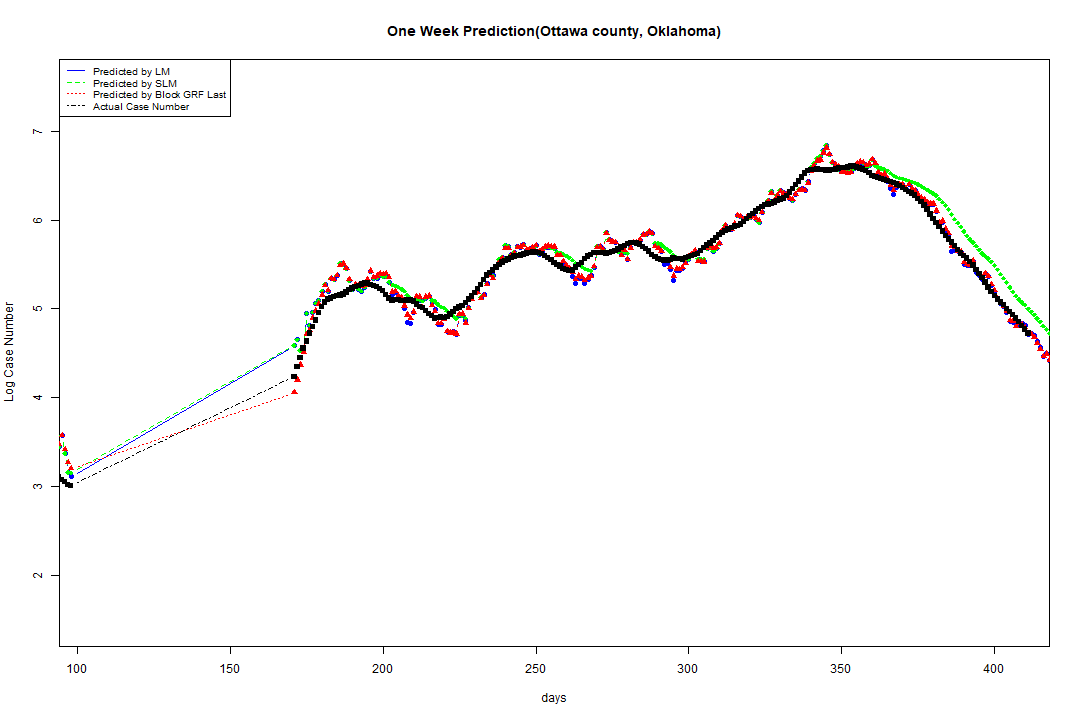 One Week Prediction(Ottawa county, Oklahoma)
Predicted by LM
Predicted by SLM
Predicted by Block GRF Last
Actual Case Number
Log Case Number
7
6
5
4
3
2
100 150 200 250 300 350 400
days